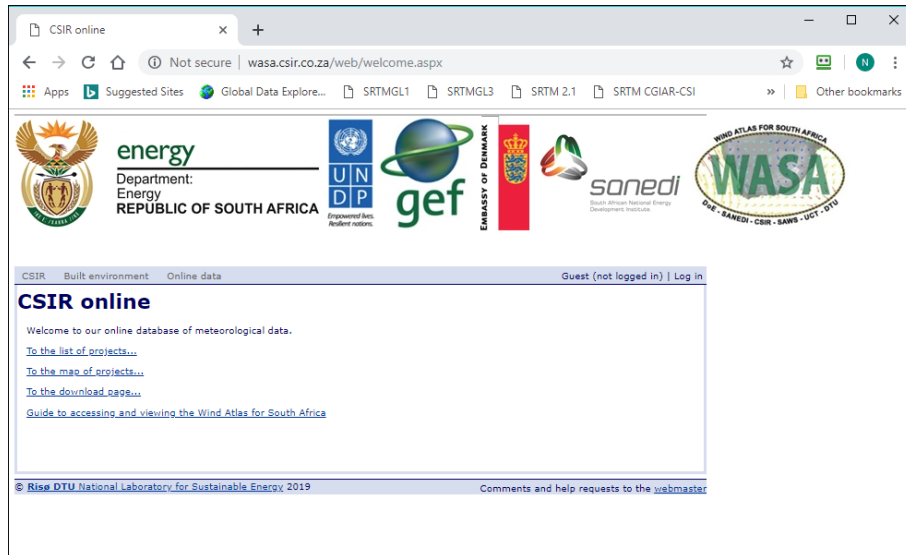 CSIR online
Not secure | wasa.csir.co.za/web/welcome.aspx
N
Apps Suggested Sites Global Data Explore... SRTMGL1 SRTMGL3 SRTM 2.1 SRTM CGIAR-CSI » Other bookmarks
energy
Department:
Energy
REPUBLIC OF SOUTH AFRICA
UN
DP
Empowered lives.
Resilient nations.
gef
EMBASSY OF DENMARK
sanedi
South African National Energy
Development Institute
WIND ATLAS FOR SOUTH AFRICA
WASA
DoE - SANEDI - CSIR - SAWS - UCT - DTU
CSIR Built environment Online data Guest (not logged in) | Log in
CSIR online
Welcome to our online database of meteorological data.
To the list of projects...
To the map of projects...
To the download page...
Guide to accessing and viewing the Wind Atlas for South Africa
© Risø DTU National Laboratory for Sustainable Energy 2019 Comments and help requests to the webmaster